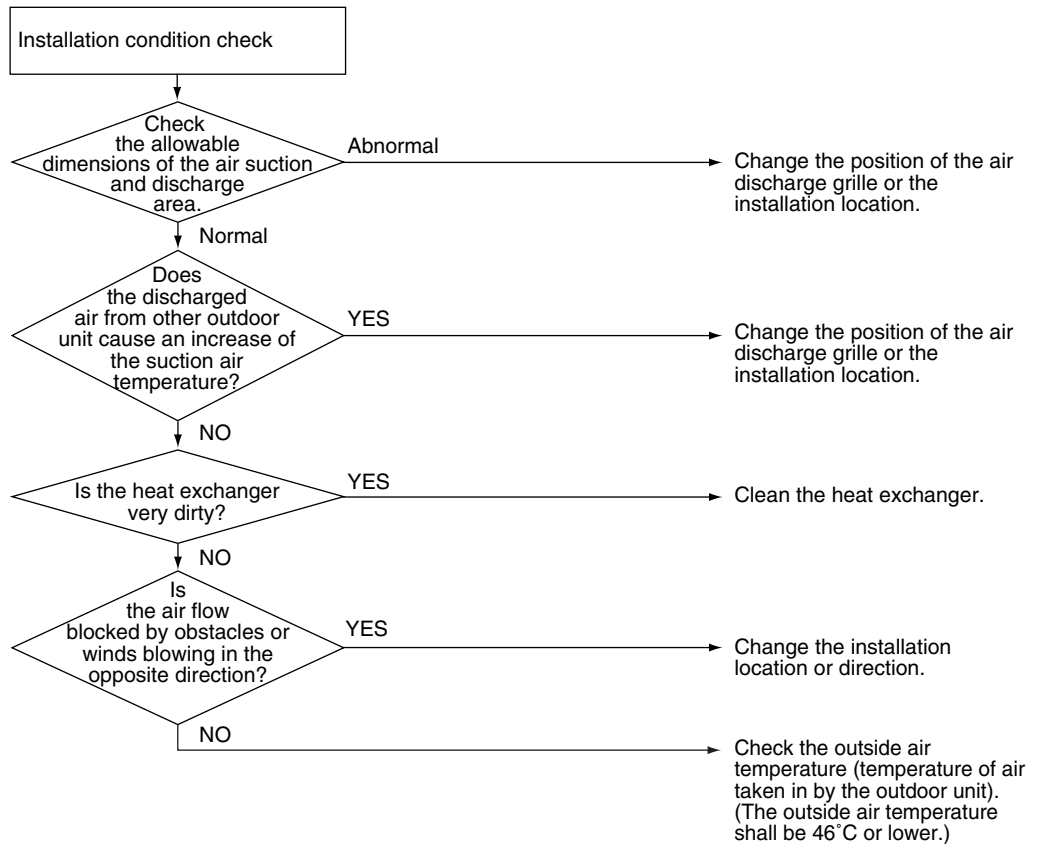 Installation condition check
Check
the allowable
dimensions of the air suction
and discharge
area.
Abnormal
Change the position of the air
discharge grille or the
installation location.
Normal
Does
the discharged
air from other outdoor
unit cause an increase of
the suction air
temperature?
YES
Change the position of the air
discharge grille or the
installation location.
NO
Is the heat exchanger
very dirty?
YES
Clean the heat exchanger.
NO
Is
the air flow
blocked by obstacles or
winds blowing in the
opposite direction?
YES
Change the installation
location or direction.
NO
Check the outside air
temperature (temperature of air
taken in by the outdoor unit).
(The outside air temperature
shall be 46˚C or lower.)